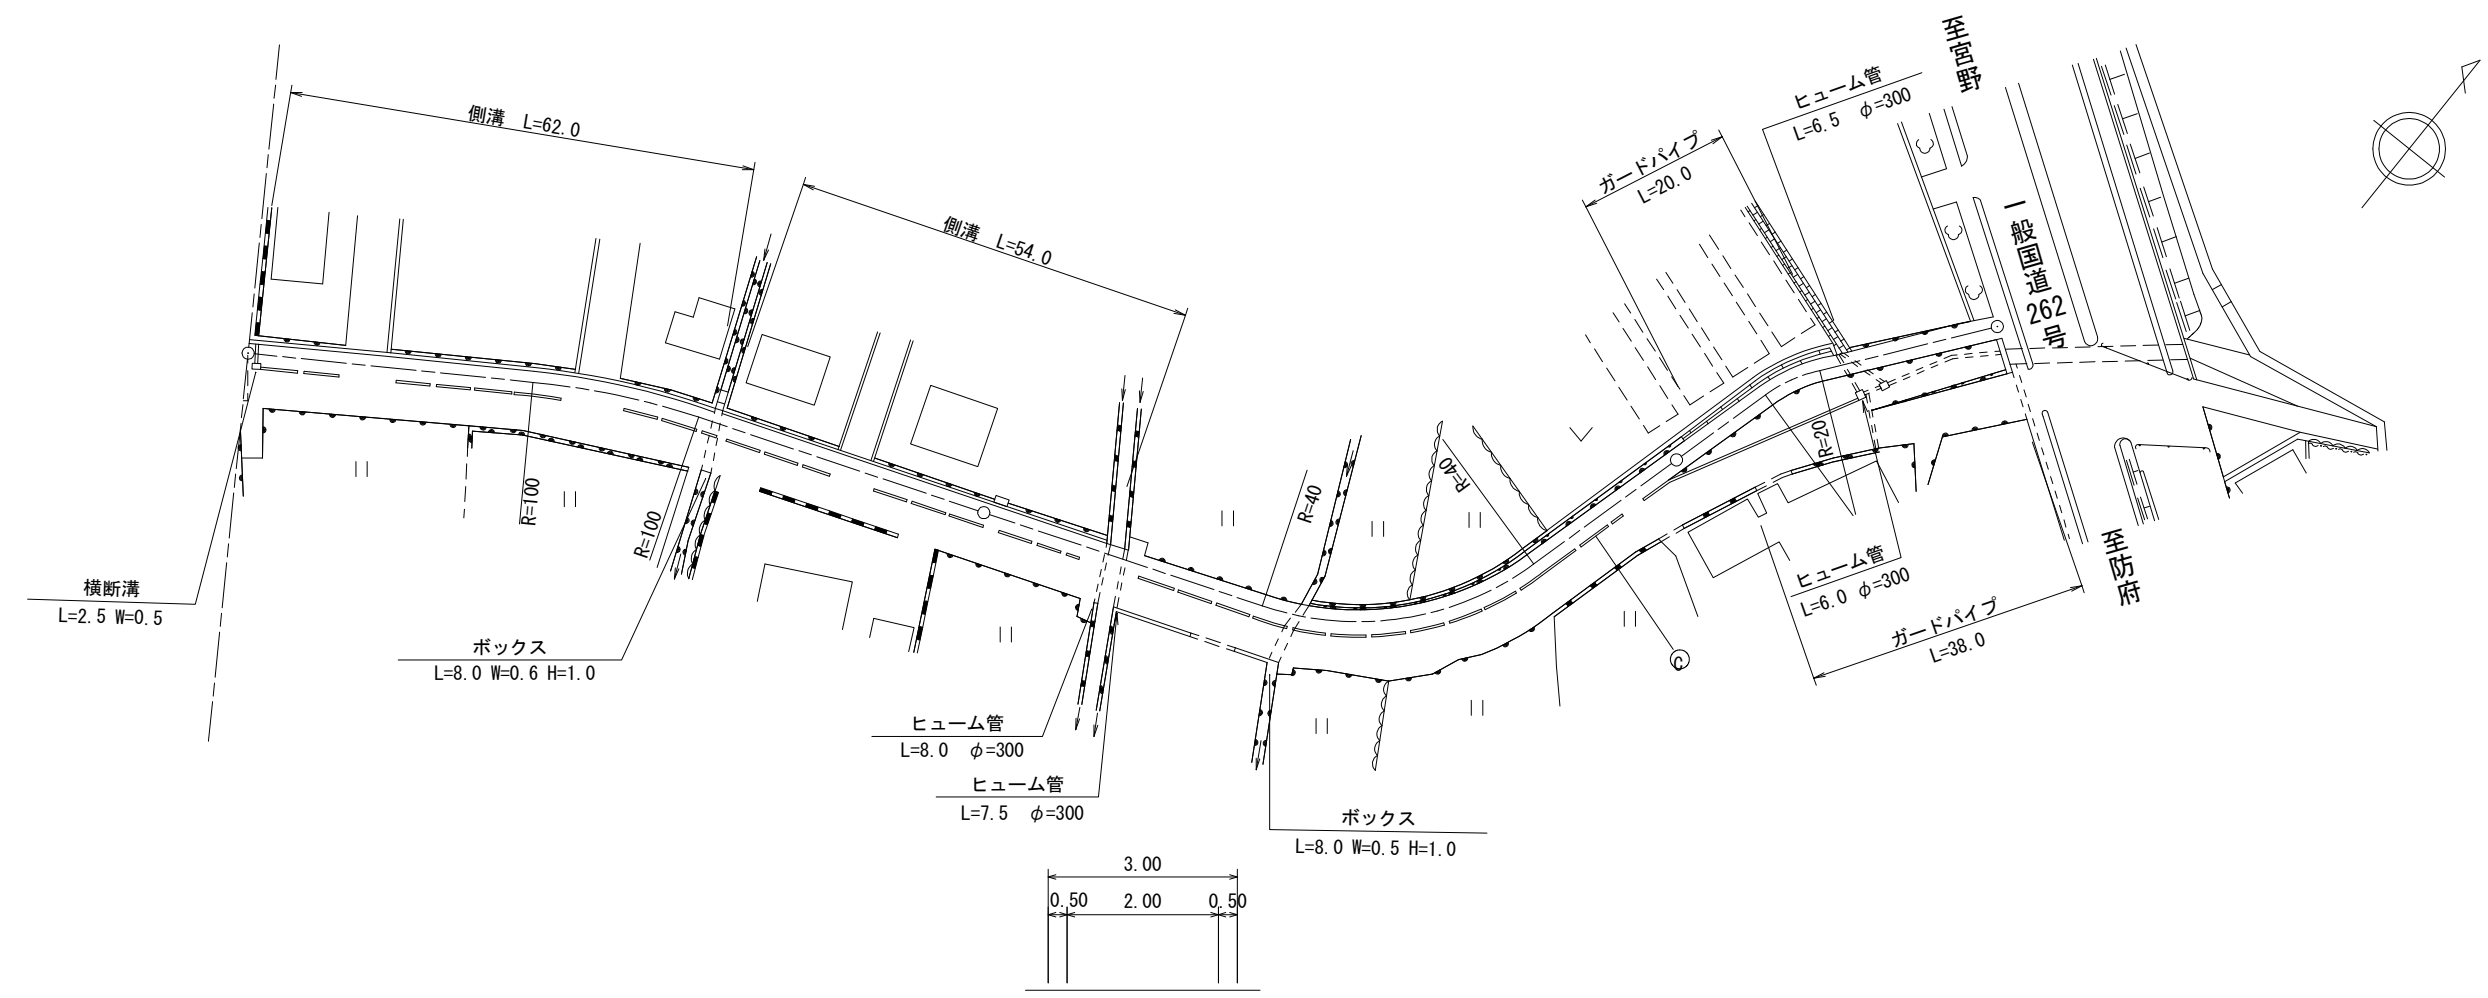 至宮野
ヒューム管
L=6.5 φ=300
側溝 L=62.0
ガードパイプ
L=20.0
側溝 L=54.0
一般国道262号
R=100
R=100
R=40
R=40
R=20
至防府
横断溝
L=2.5 W=0.5
ヒューム管
L=6.0 φ=300
ガードパイプ
L=38.0
C
ボックス
L=8.0 W=0.6 H=1.0
ヒューム管
L=8.0 φ=300
ヒューム管
L=7.5 φ=300
ボックス
L=8.0 W=0.5 H=1.0
3.00
0.50 2.00 0.50